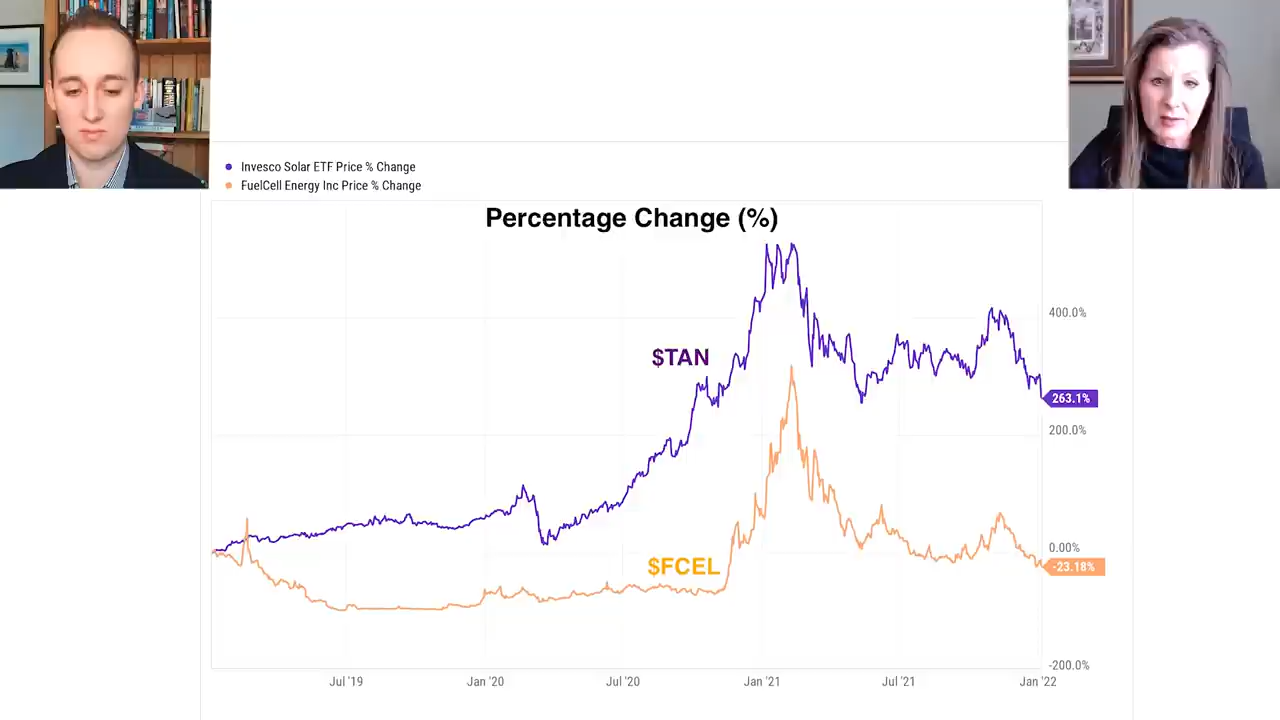 Invesco Solar ETF Price % Change
FuelCell Energy Inc Price % Change
Percentage Change (%)
400.0%
$TAN
263.1%
200.0%
0.00%
$FCEL
-23.18%
-200.0%
Jul '19
Jan '20
Jul '20
Jan '21
Jul '21
Jan '22